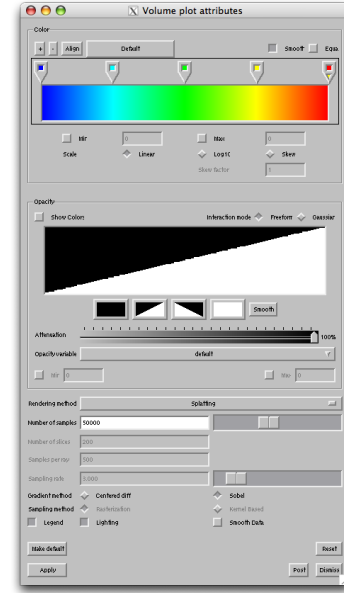 Volume plot attributes
Color
+ - Align Default Smooth Equa
Min 0 Max 0
Scale Linear Log10 Skew
Skew factor 1
Opacity
Show Colors Interaction mode Freeform Gaussian
Smooth
Attenuation 100%
Opacity variable default
Min 0 Max 0
Rendering method Splatting
Number of samples 50000
Number of slices 200
Samples per ray 500
Sampling rate 3.000
Gradient method Centered diff Sobel
Sampling method Rasterization Kernel Based
Legend Lighting Smooth Data
Make default Reset
Apply Post Dismiss